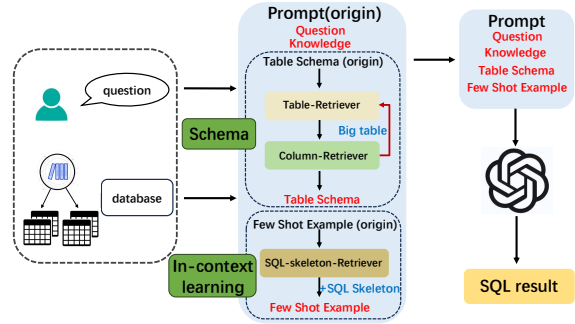 question
database
Schema
In-context
learning
Prompt(origin)
Question
Knowledge
Table Schema (origin)
Table-Retriever
Big table
Column-Retriever
Table Schema
Few Shot Example (origin)
SQL-skeleton-Retriever
+SQL Skeleton
Few Shot Example
Prompt
Question
Knowledge
Table Schema
Few Shot Example
SQL result